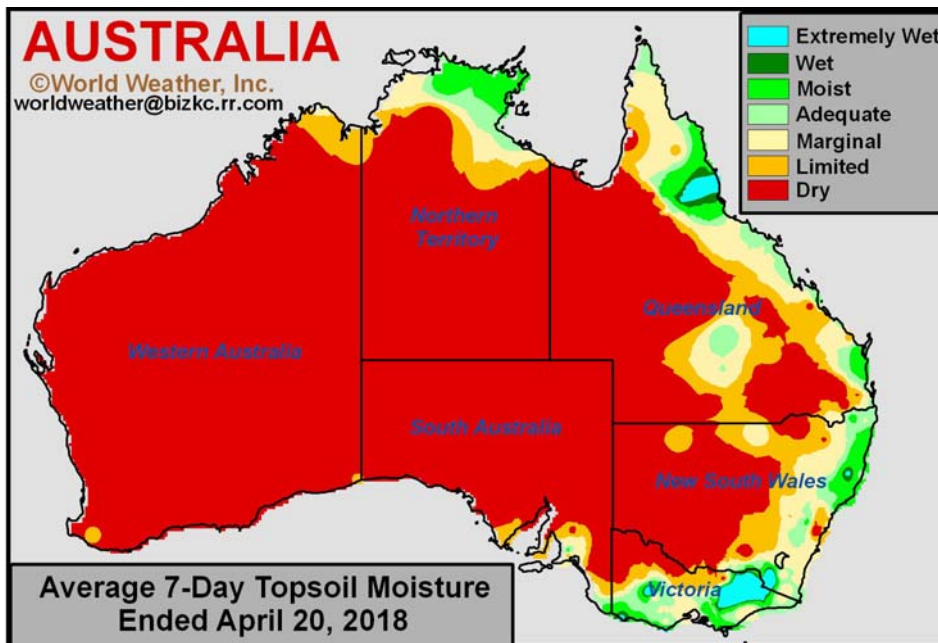 AUSTRALIA
©World Weather, Inc.
worldweather@bizkc.rr.com
Extremely Wet
Wet
Moist
Adequate
Marginal
Limited
Dry
Northern
Territory
Queensland
Western Australia
South Australia
New South Wales
Victoria
Average 7-Day Topsoil Moisture
Ended April 20, 2018